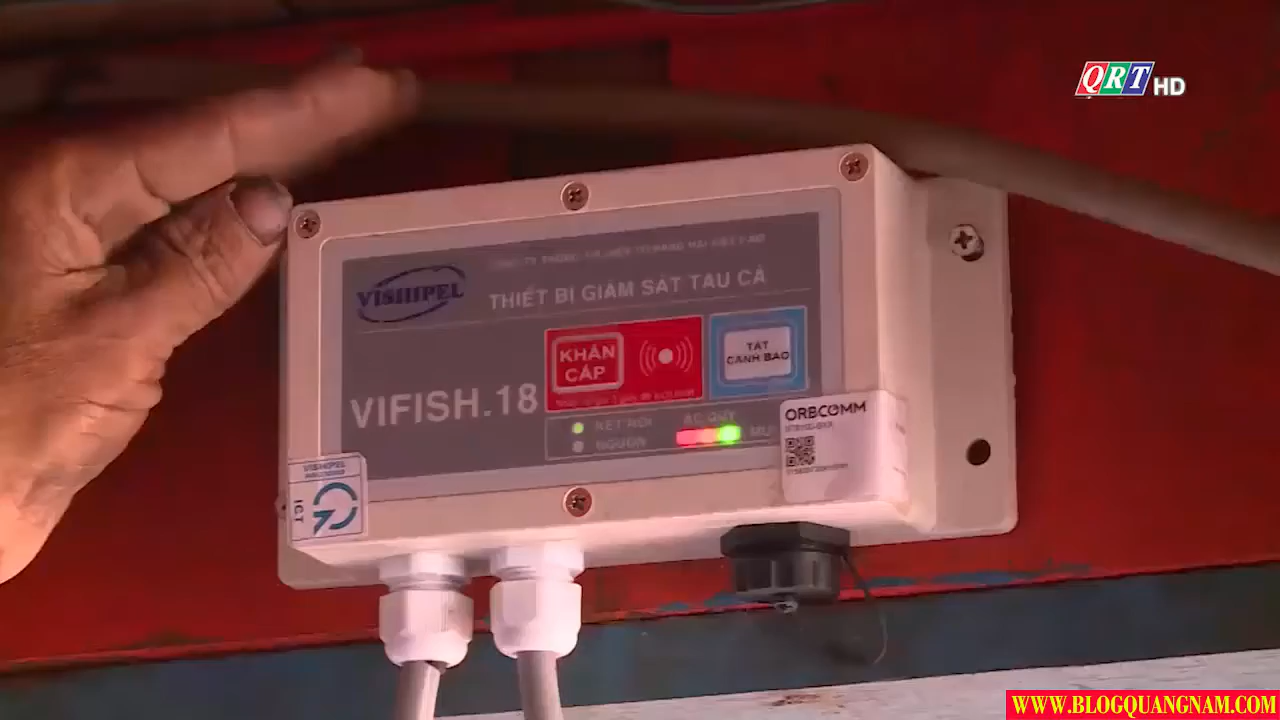 QRT HD
VISHIPEL
THIẾT BỊ GIÁM SÁT TÀU CÁ
KHẨN
CẤP
TẮT
CẢNH BÁO
VIFISH.18
KẾT NỐI
ẮC QUY
NGUỒN
ORBCOMM
VISHIPEL
ICT
WWW.BLOGQUANGNAM.COM